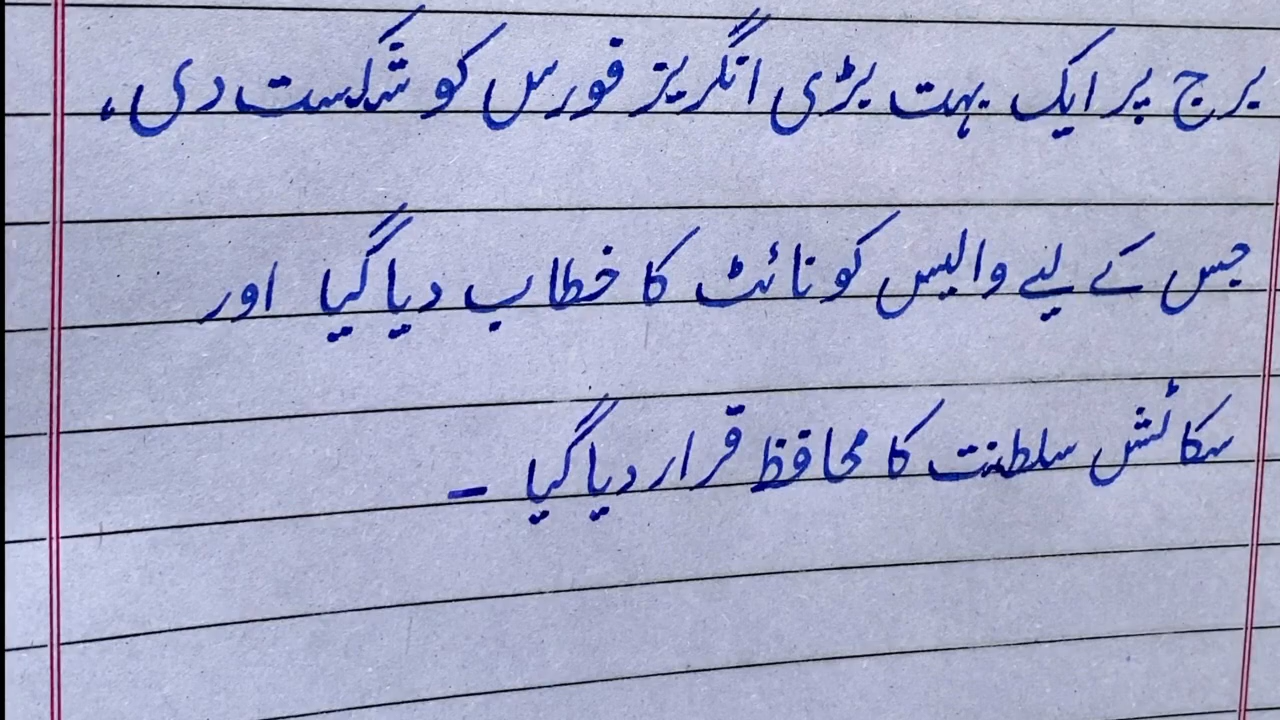 برج پر ایک بہت بڑی انگریز فورس کو شکست دی،
جس کے لیے والیس کو نائٹ کا خطاب دیا گیا اور
سکاٹش سلطنت کا محافظ قرار دیا گیا ۔